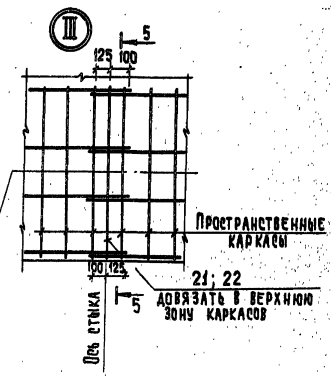 III
5
125 100
ПРОСТРАНСТВЕННЫЕ
КАРКАСЫ
100 125
21; 22
ДОВЯЗАТЬ В ВЕРХНЮЮ
ЗОНУ КАРКАСОВ
5
Ось стыка